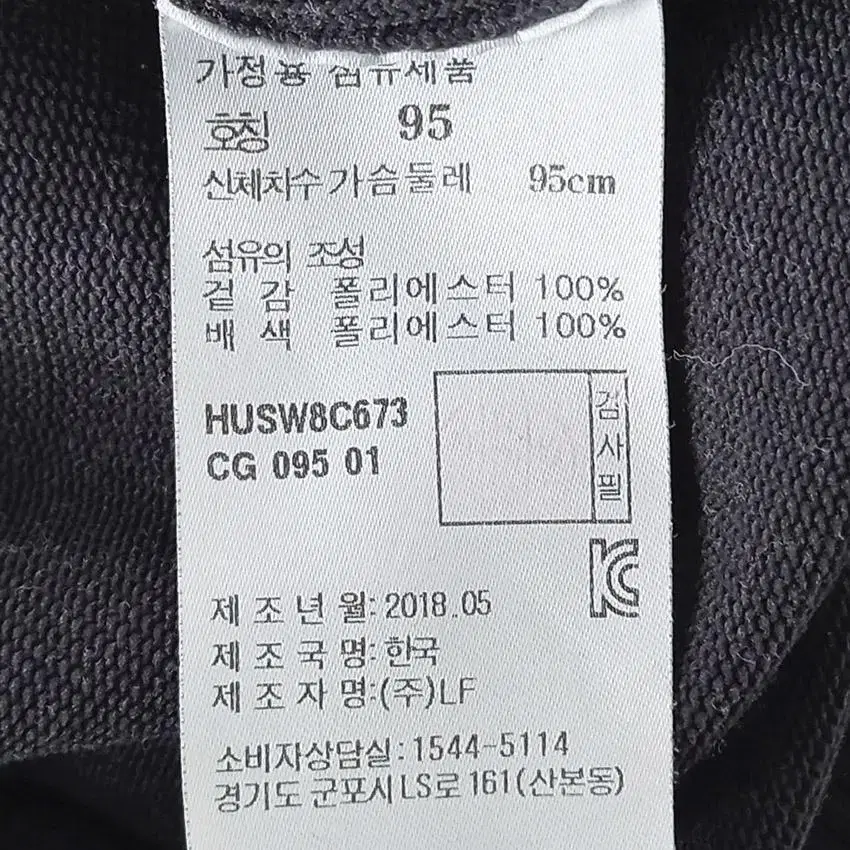 가정용 섬유제품
호칭 95
신체치수 가슴둘레 95cm
섬유의 조성
겉 감 폴리에스터 100%
배 색 폴리에스터 100%
HUSW8C673
CG 095 01
검사필
KC
제 조 년 월: 2018.05
제 조 국 명: 한국
제 조 자 명:(주)LF
소비자상담실: 1544-5114
경기도 군포시 LS로 161(산본동)